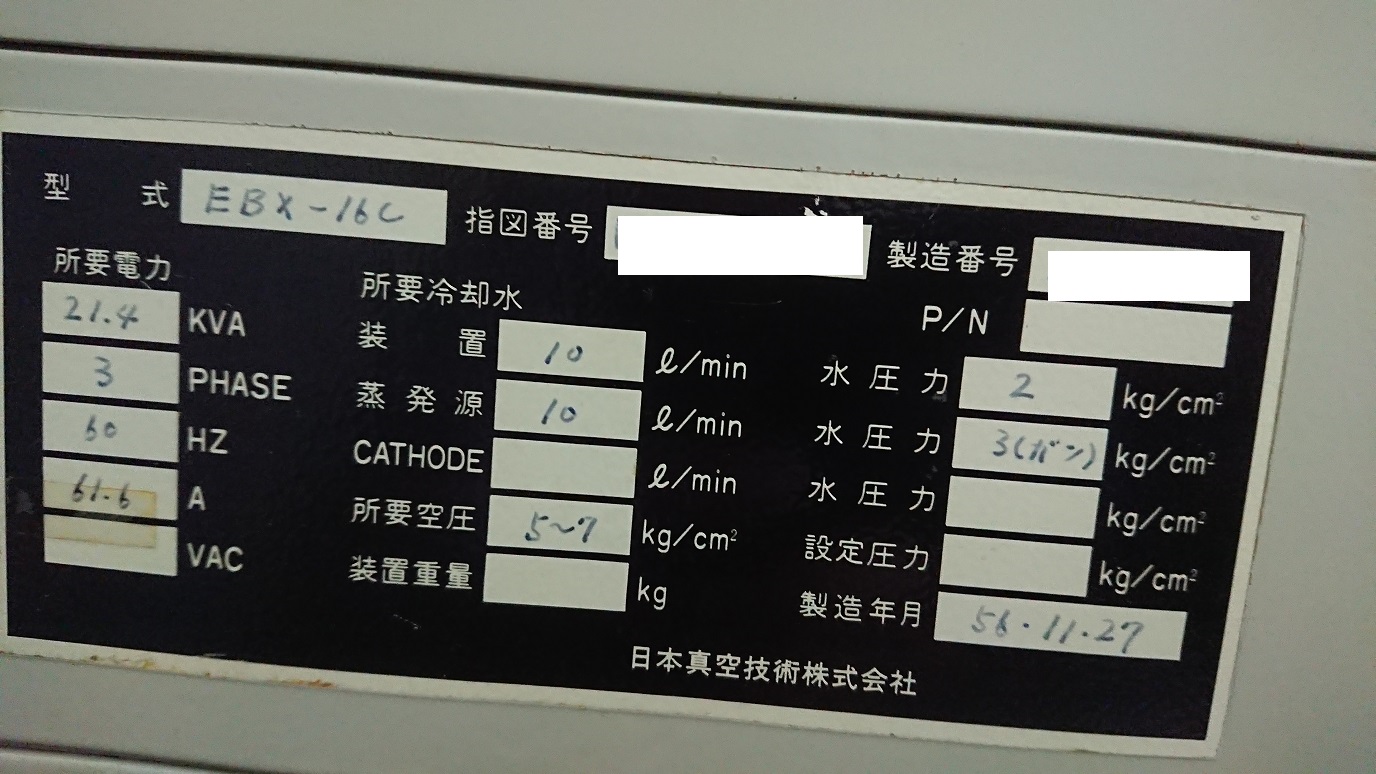 型式 EBX-16C 指図番号 製造番号
P/N
所要電力
21.4 KVA
3 PHASE
60 HZ
61.6 A
VAC
所要冷却水
装置 10 ℓ/min
蒸発源 10 ℓ/min
CATHODE ℓ/min
所要空圧 5~7 kg/cm²
装置重量 kg
水圧力 2 kg/cm²
水圧力 3(ガン) kg/cm²
水圧力 kg/cm²
設定圧力 kg/cm²
製造年月 56.11.27
日本真空技術株式会社